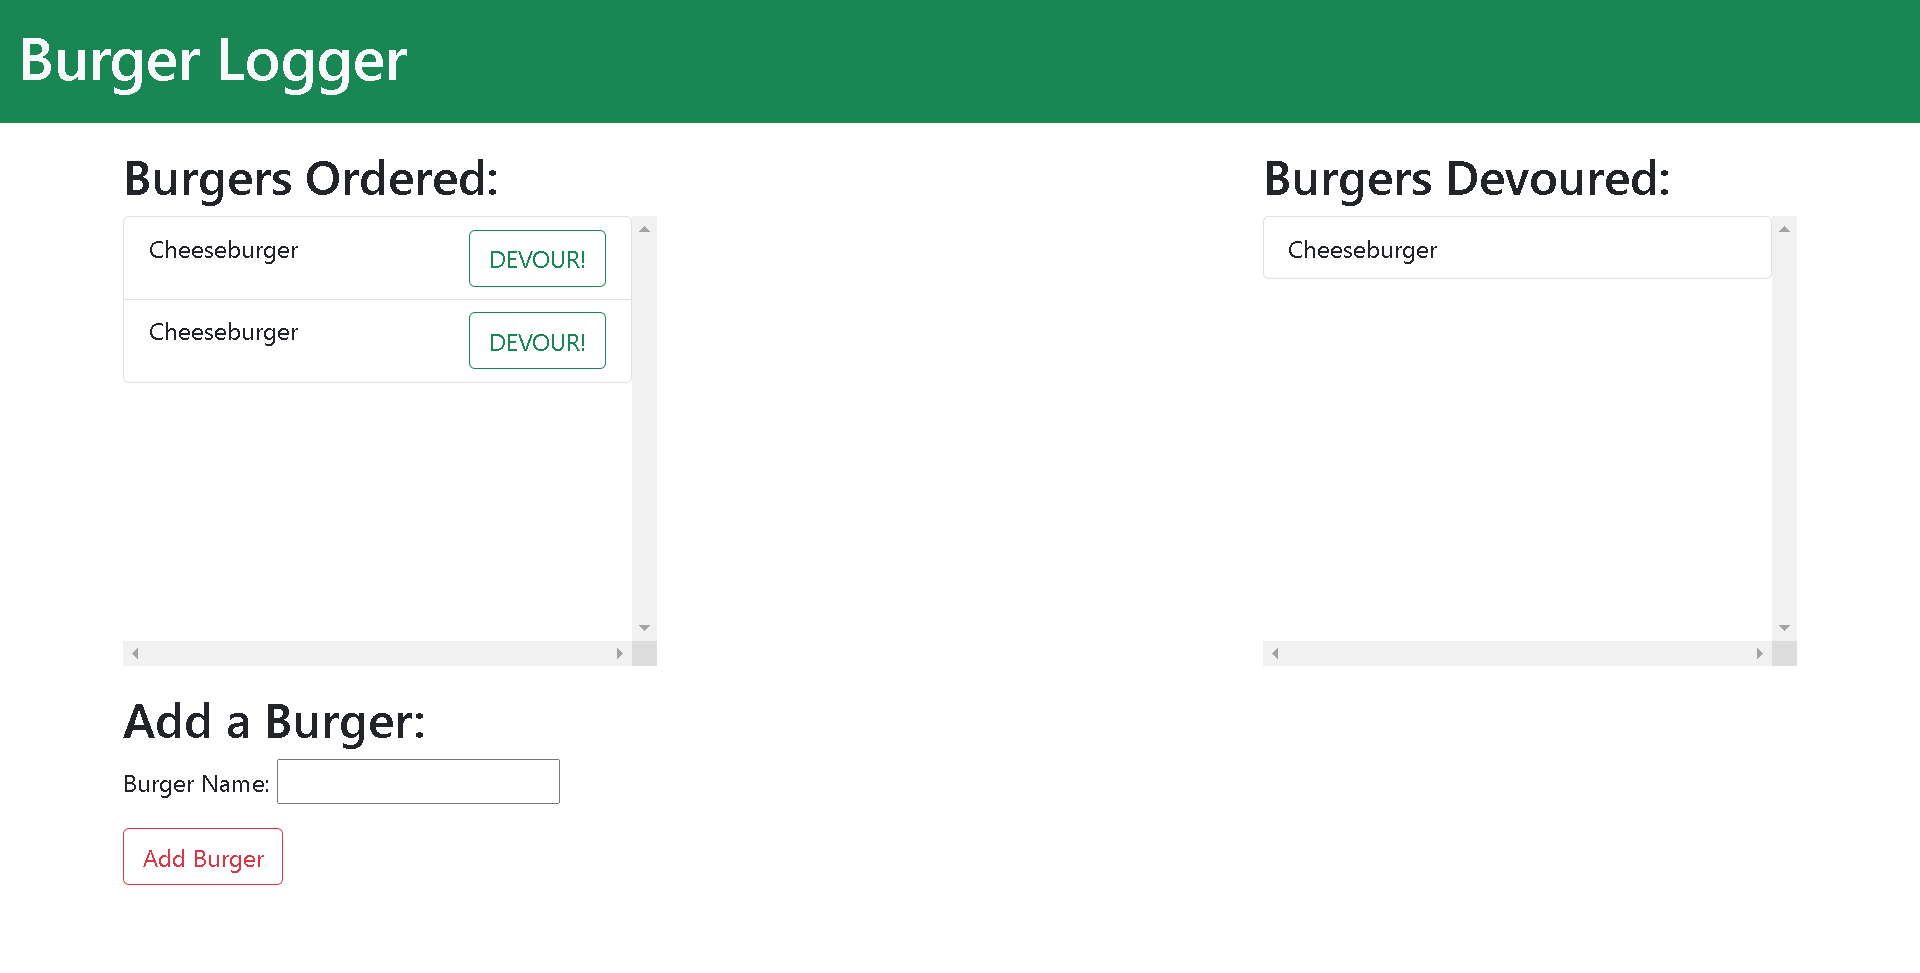 Burger Logger
Burgers Ordered:
Cheeseburger DEVOUR!
Cheeseburger DEVOUR!
Burgers Devoured:
Cheeseburger
Add a Burger:
Burger Name:
Add Burger